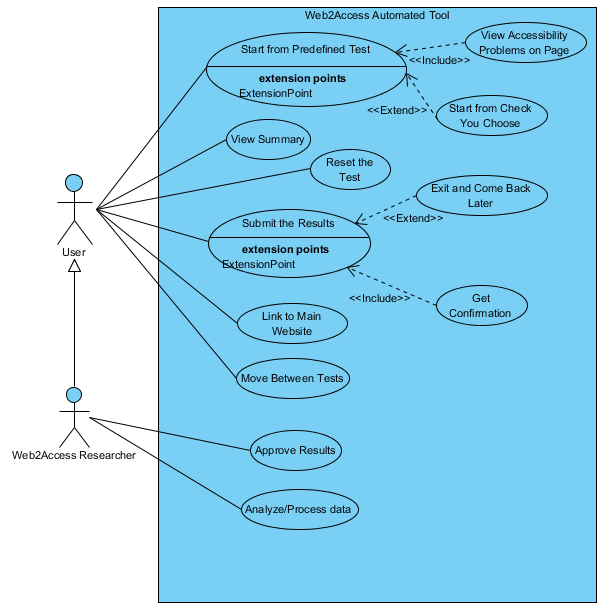 Web2Access Automated Tool
Start from Predefined Test
extension points
ExtensionPoint
View Accessibility
Problems on Page
<<Include>>
<<Extend>>
Start from Check
You Choose
View Summary
Reset the
Test
User
Submit the Results
extension points
ExtensionPoint
Exit and Come Back
Later
<<Extend>>
<<Include>>
Get
Confirmation
Link to Main
Website
Move Between Tests
Web2Access Researcher
Approve Results
Analyze/Process data